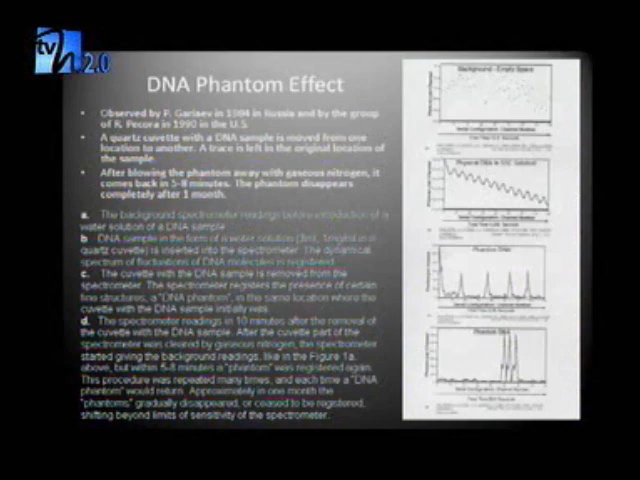 tv
h2.0
DNA Phantom Effect
• Observed by P. Gariaev in 1984 in Russia and by the group
of R. Pecora in 1990 in the U.S.
• A quartz cuvette with a DNA sample is moved from one
location to another. A trace is left in the original location of
the sample.
• After blowing the phantom away with gaseous nitrogen, it
comes back in 5-8 minutes. The phantom disappears
completely after 1 month.
a. The background spectrometer readings before introduction of a
water solution of a DNA sample
b DNA sample in the form of a water solution in a
quartz cuvette) is inserted into the spectrometer. The dynamical
spectrum of fluctuations of DNA molecules is registered.
c. The cuvette with the DNA sample is removed from the
spectrometer. The spectrometer registers the presence of certain
fine structures, a "DNA phantom", in the same location where the
cuvette with the DNA sample initially was.
d. The spectrometer readings in 10 minutes after the removal of
the cuvette with the DNA sample. After the cuvette part of the
spectrometer was cleared by gaseous nitrogen, the spectrometer
started giving the background readings, like in the Figure 1a.
above, but within 5-8 minutes a "phantom" was registered again.
This procedure was repeated many times, and each time a "DNA
phantom" would return. Approximately in one month the
"phantoms" gradually disappeared, or ceased to be registered,
shifting beyond limits of sensitivity of the spectrometer.
Background - Empty Space
Physical DNA in SSC Solution
Phantom DNA
Phantom DNA